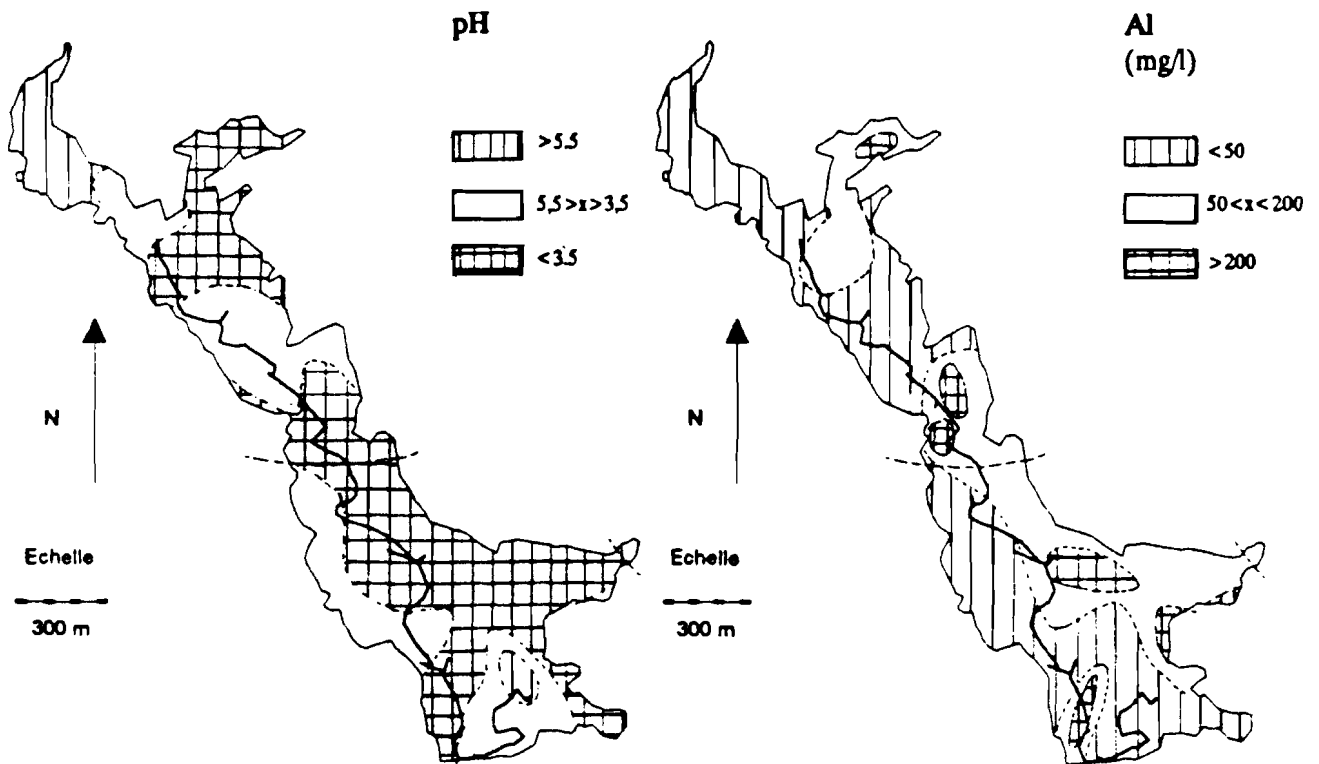 pH
>5.5
5,5>x>3,5
<3.5
N
Echelle
300 m
Al
(mg/l)
<50
50<x<200
>200
N
Echelle
300 m